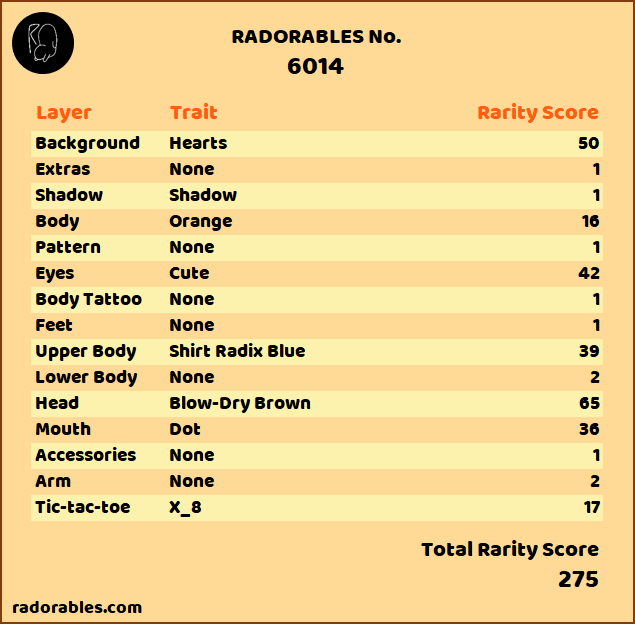 RADORABLES No.
6014
Layer Trait Rarity Score
Background Hearts 50
Extras None 1
Shadow Shadow 1
Body Orange 16
Pattern None 1
Eyes Cute 42
Body Tattoo None 1
Feet None 1
Upper Body Shirt Radix Blue 39
Lower Body None 2
Head Blow-Dry Brown 65
Mouth Dot 36
Accessories None 1
Arm None 2
Tic-tac-toe X_8 17
Total Rarity Score
275
radorables.com